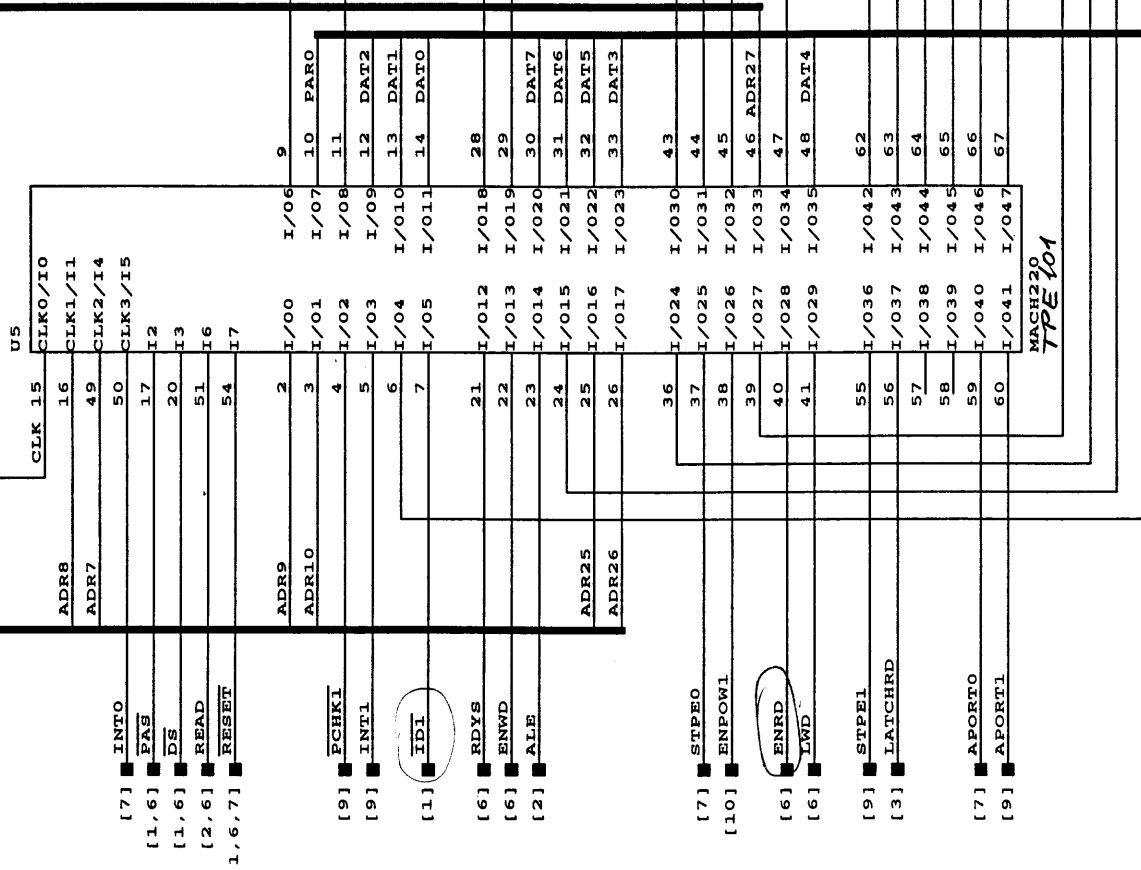 U5
CLK 15 CLK0/I0
ADR8 16 CLK1/I1
ADR7 49 CLK2/I4
[7] INT0 50 CLK3/I5
[1,6] PAS 17 I2
[1,6] DS 20 I3
[2,6] READ 51 I6
1,6,7] RESET 54 I7
ADR9 2 I/O0 I/O6 9
ADR10 3 I/O1 I/O7 10 PAR0
[9] PCHK1 4 I/O2 I/O8 11
[9] INT1 5 I/O3 I/O9 12 DAT2
6 I/O4 I/O10 13 DAT1
[1] ID1 7 I/O5 I/O11 14 DAT0
[6] RDYS 21 I/O12 I/O18 28
[6] ENWD 22 I/O13 I/O19 29
[2] ALE 23 I/O14 I/O20 30 DAT7
24 I/O15 I/O21 31 DAT6
ADR25 25 I/O16 I/O22 32 DAT5
ADR26 26 I/O17 I/O23 33 DAT3
36 I/O24 I/O30 43
[7] STPE0 37 I/O25 I/O31 44
[10] ENPOW1 38 I/O26 I/O32 45
39 I/O27 I/O33 46 ADR27
[6] ENRD 40 I/O28 I/O34 47
[6] LWD 41 I/O29 I/O35 48 DAT4
[9] STPE1 55 I/O36 I/O42 62
[3] LATCHRD 56 I/O37 I/O43 63
57 I/O38 I/O44 64
58 I/O39 I/O45 65
[7] APORT0 59 I/O40 I/O46 66
[9] APORT1 60 I/O41 I/O47 67
MACH220
TPE101